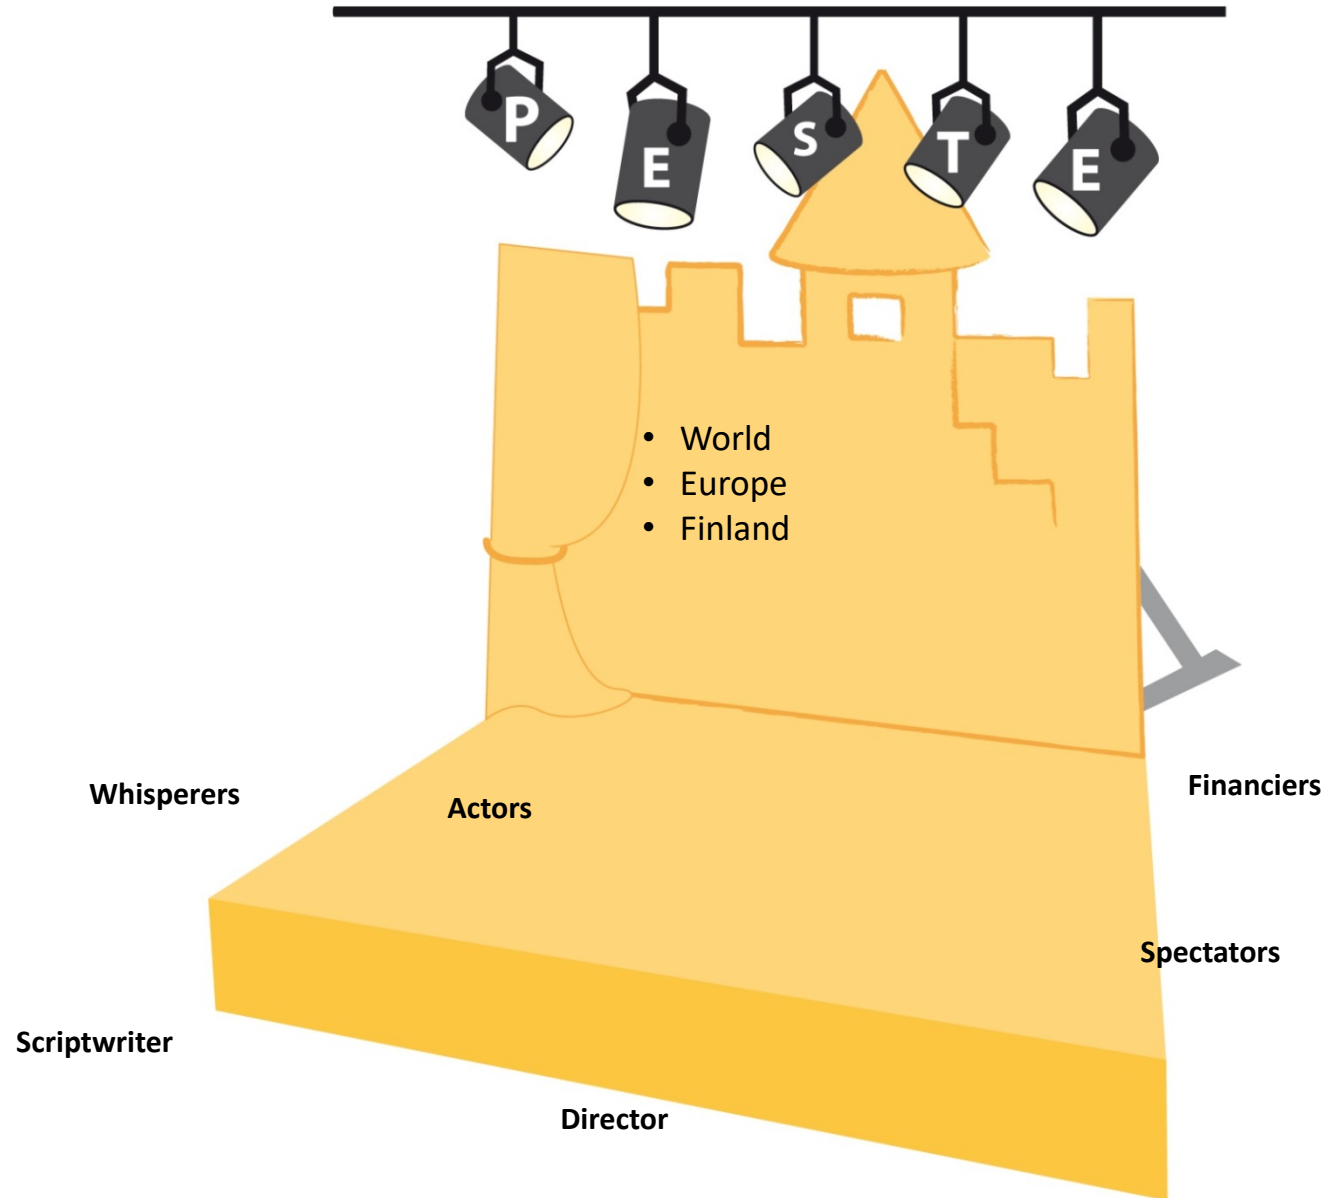 P E S T E
• World
• Europe
• Finland
Whisperers
Actors
Financiers
Spectators
Scriptwriter
Director